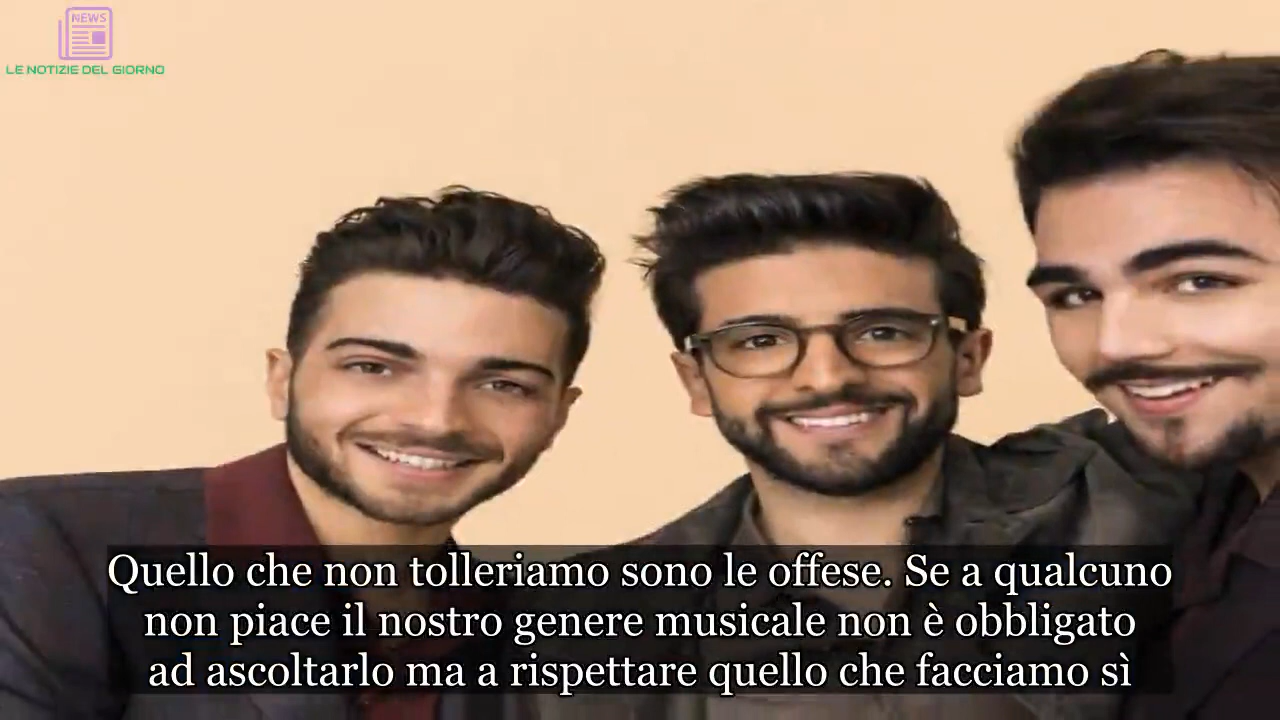 NEWS
LE NOTIZIE DEL GIORNO
Quello che non tolleriamo sono le offese. Se a qualcuno
non piace il nostro genere musicale non è obbligato
ad ascoltarlo ma a rispettare quello che facciamo sì